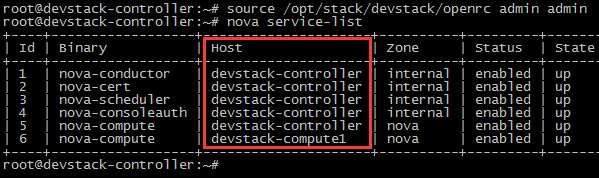 root@devstack-controller:~# source /opt/stack/devstack/openrc admin admin
root@devstack-controller:~# nova service-list
+----+------------------+---------------------+----------+---------+-------+
| Id | Binary           | Host                | Zone     | Status  | State
+----+------------------+---------------------+----------+---------+-------+
| 1  | nova-conductor   | devstack-controller | internal | enabled | up
| 2  | nova-cert        | devstack-controller | internal | enabled | up
| 3  | nova-scheduler   | devstack-controller | internal | enabled | up
| 4  | nova-consoleauth | devstack-controller | internal | enabled | up
| 5  | nova-compute     | devstack-controller | nova     | enabled | up
| 6  | nova-compute     | devstack-compute1   | nova     | enabled | up
+----+------------------+---------------------+----------+---------+-------+
root@devstack-controller:~#